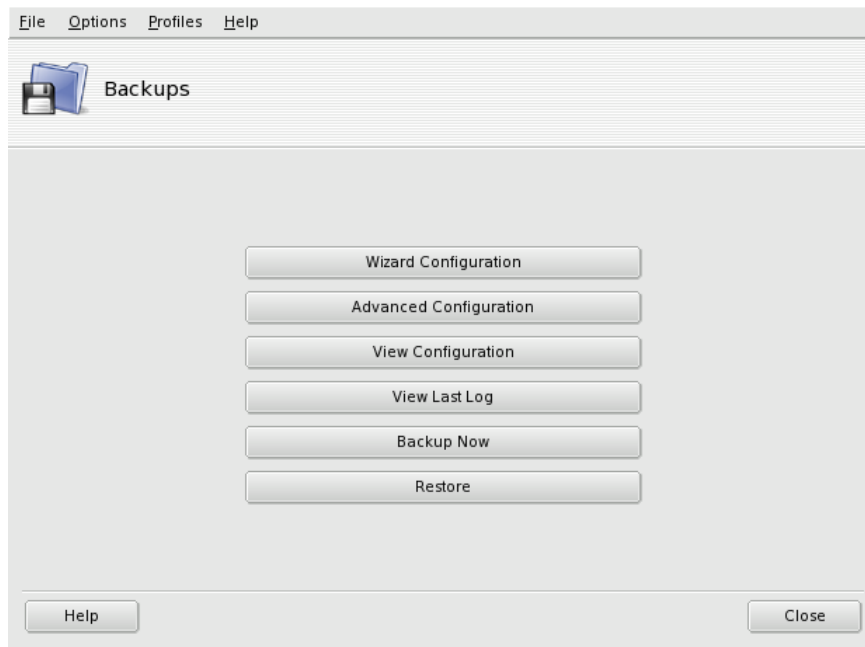 File Options Profiles Help
Backups
Wizard Configuration
Advanced Configuration
View Configuration
View Last Log
Backup Now
Restore
Help Close